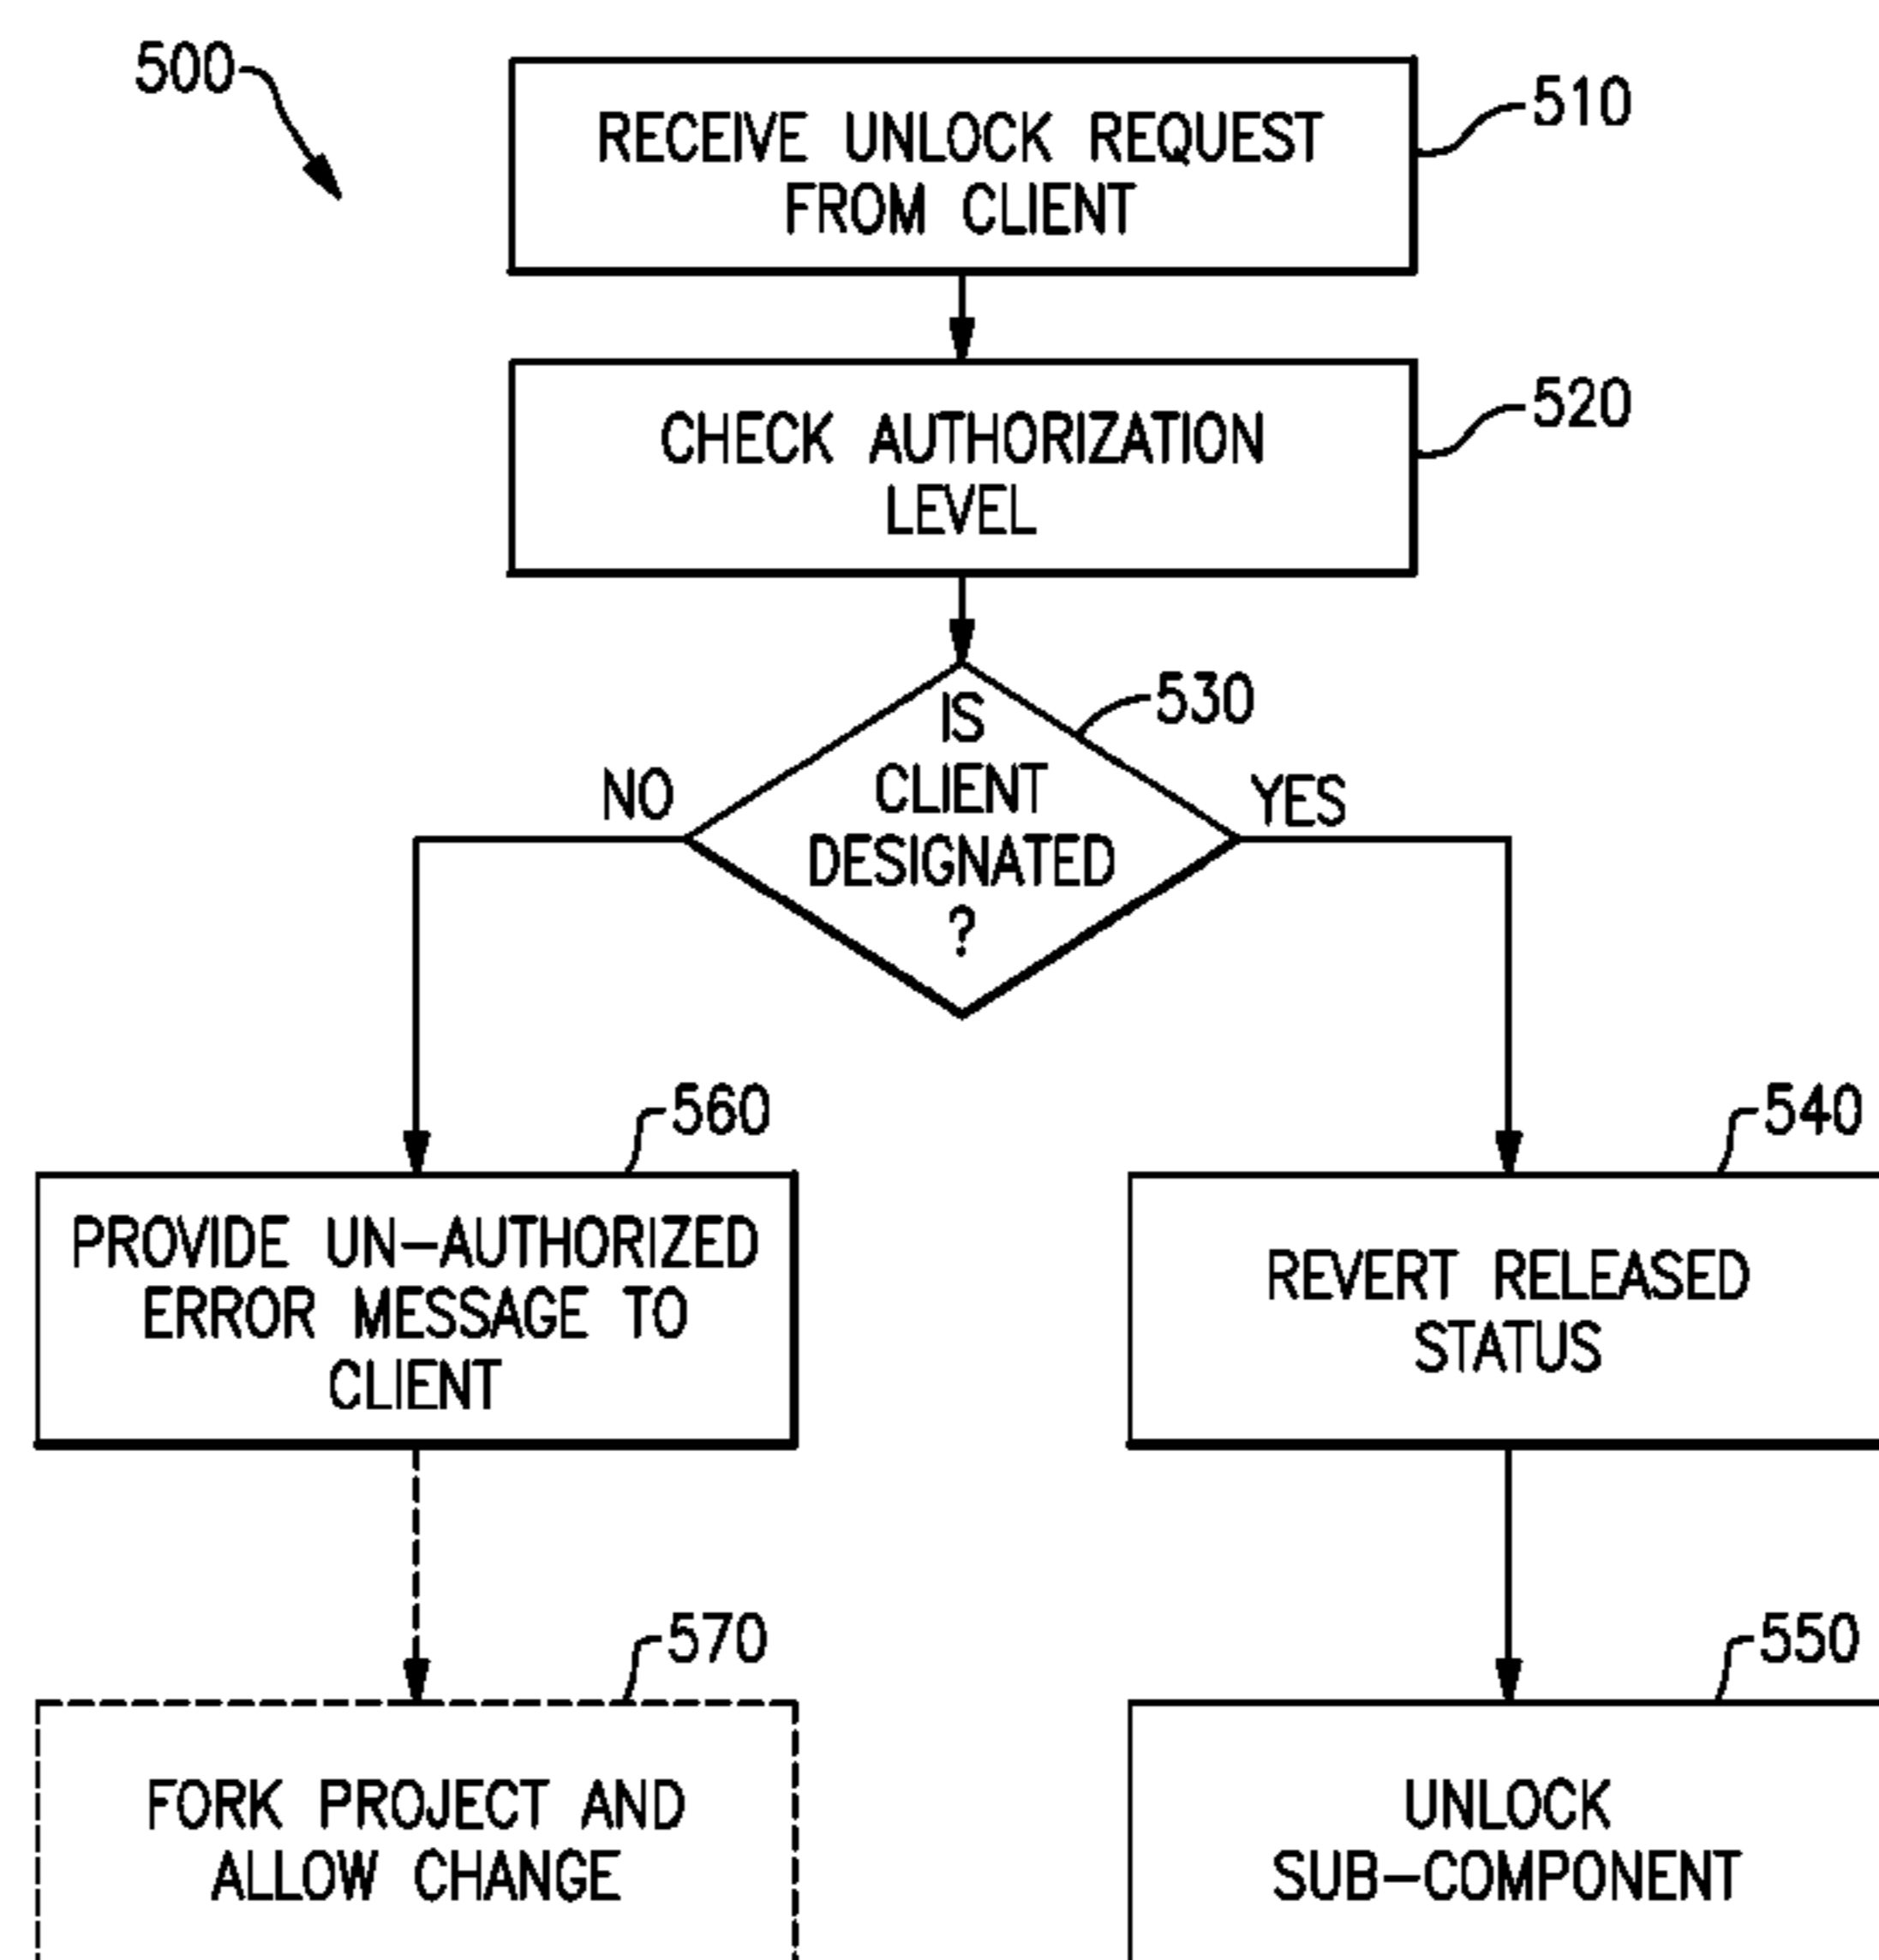 500
RECEIVE UNLOCK REQUEST
FROM CLIENT
510
CHECK AUTHORIZATION
LEVEL
520
IS
CLIENT
DESIGNATED
?
530
NO
YES
560
PROVIDE UN-AUTHORIZED
ERROR MESSAGE TO
CLIENT
540
REVERT RELEASED
STATUS
570
FORK PROJECT AND
ALLOW CHANGE
550
UNLOCK
SUB-COMPONENT